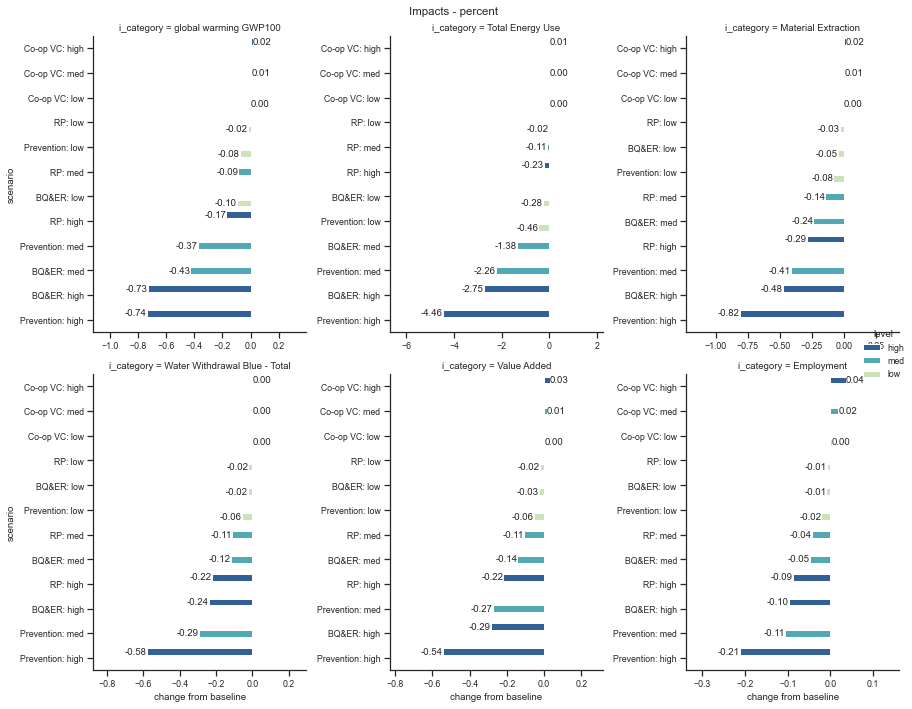 Impacts - percent
i_category = global warming GWP100
Co-op VC: high
0.02
Co-op VC: med
0.01
Co-op VC: low
0.00
RP: low
-0.02
Prevention: low
-0.08
RP: med
-0.09
BQ&ER: low
-0.10
RP: high
-0.17
Prevention: med
-0.37
BQ&ER: med
-0.43
BQ&ER: high
-0.73
Prevention: high
-0.74
scenario
−1.0 −0.8 −0.6 −0.4 −0.2 0.0 0.2
i_category = Total Energy Use
Co-op VC: high
0.01
Co-op VC: med
0.00
Co-op VC: low
0.00
RP: low
-0.02
RP: med
-0.11
RP: high
-0.23
BQ&ER: low
-0.28
Prevention: low
-0.46
BQ&ER: med
-1.38
Prevention: med
-2.26
BQ&ER: high
-2.75
Prevention: high
-4.46
−6 −4 −2 0 2
i_category = Material Extraction
Co-op VC: high
0.02
Co-op VC: med
0.01
Co-op VC: low
0.00
RP: low
-0.03
BQ&ER: low
-0.05
Prevention: low
-0.08
RP: med
-0.14
BQ&ER: med
-0.24
RP: high
-0.29
Prevention: med
-0.41
BQ&ER: high
-0.48
Prevention: high
-0.82
−1.00 −0.75 −0.50 −0.25 0.00 0.25
level
high
med
low
i_category = Water Withdrawal Blue - Total
Co-op VC: high
0.00
Co-op VC: med
0.00
Co-op VC: low
0.00
RP: low
-0.02
BQ&ER: low
-0.02
Prevention: low
-0.06
RP: med
-0.11
BQ&ER: med
-0.12
RP: high
-0.22
BQ&ER: high
-0.24
Prevention: med
-0.29
Prevention: high
-0.58
scenario
−0.8 −0.6 −0.4 −0.2 0.0 0.2
change from baseline
i_category = Value Added
Co-op VC: high
0.03
Co-op VC: med
0.01
Co-op VC: low
0.00
RP: low
-0.02
BQ&ER: low
-0.03
Prevention: low
-0.06
RP: med
-0.11
BQ&ER: med
-0.14
RP: high
-0.22
Prevention: med
-0.27
BQ&ER: high
-0.29
Prevention: high
-0.54
−0.8 −0.6 −0.4 −0.2 0.0 0.2
change from baseline
i_category = Employment
Co-op VC: high
0.04
Co-op VC: med
0.02
Co-op VC: low
0.00
RP: low
-0.01
BQ&ER: low
-0.01
Prevention: low
-0.02
RP: med
-0.04
BQ&ER: med
-0.05
RP: high
-0.09
BQ&ER: high
-0.10
Prevention: med
-0.11
Prevention: high
-0.21
−0.3 −0.2 −0.1 0.0 0.1
change from baseline